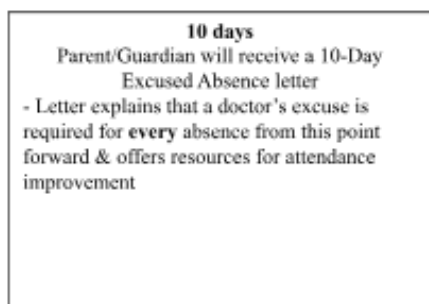 10 days
Parent/Guardian will receive a 10-Day
Excused Absence letter
- Letter explains that a doctor's excuse is
required for every absence from this point
forward & offers resources for attendance
improvement